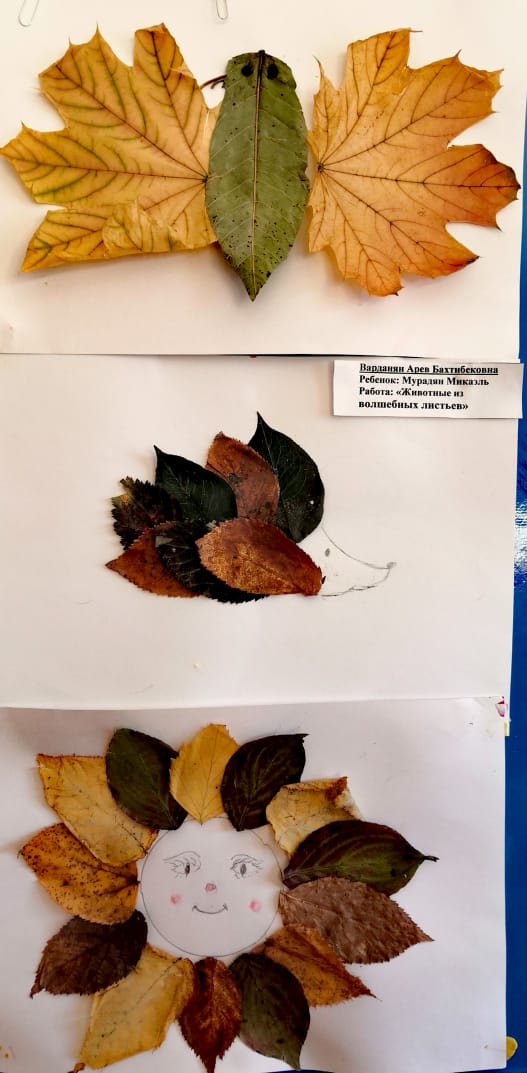 Варданян Арев Бахтибековна
Ребенок: Мурадян Микаэль
Работа: «Животные из
волшебных листьев»